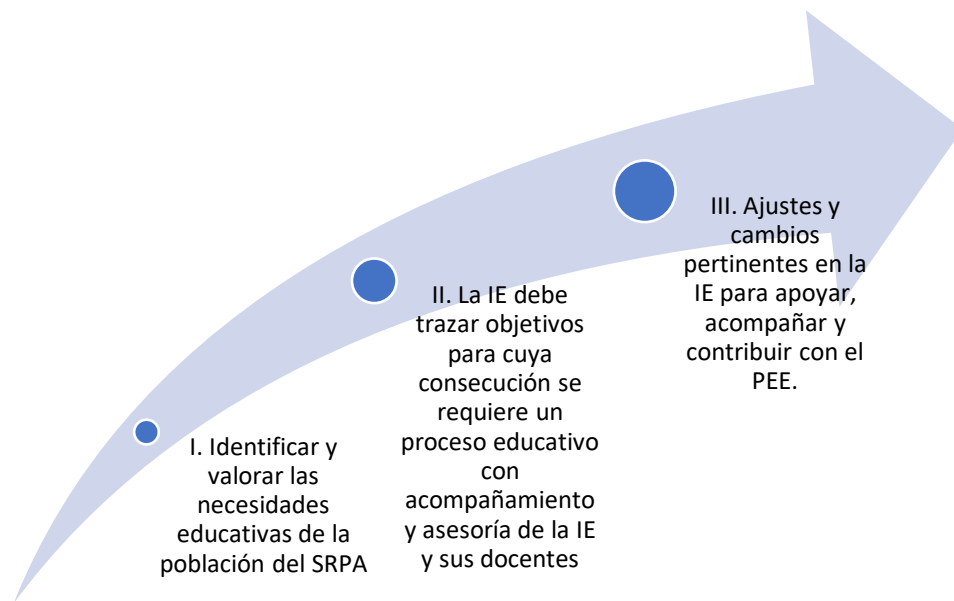 I. Identificar y
valorar las
necesidades
educativas de la
población del SRPA
II. La IE debe
trazar objetivos
para cuya
consecución se
requiere un
proceso educativo
con
acompañamiento
y asesoría de la IE
y sus docentes
III. Ajustes y
cambios
pertinentes en la
IE para apoyar,
acompañar y
contribuir con el
PEE.